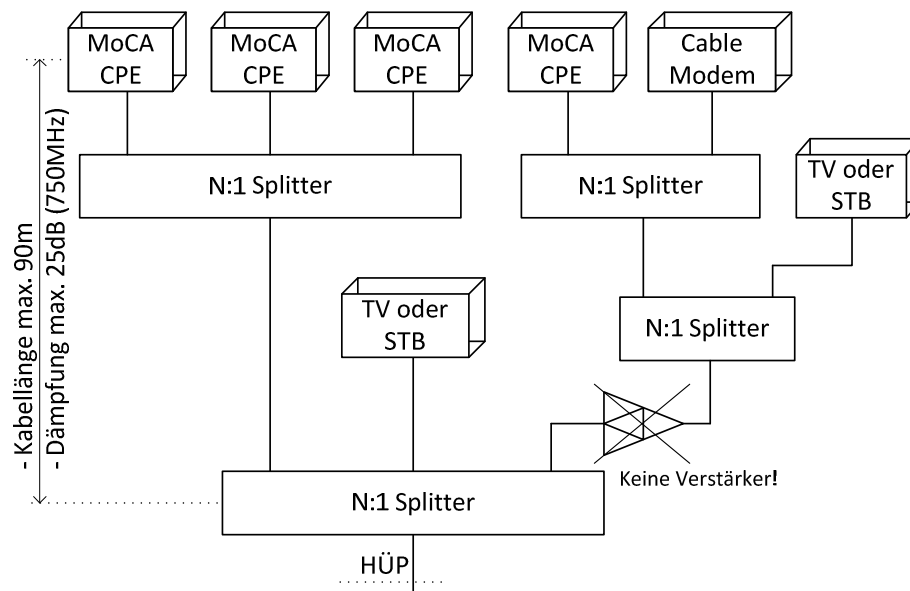 MoCA
CPE
MoCA
CPE
MoCA
CPE
MoCA
CPE
Cable
Modem
N:1 Splitter
N:1 Splitter
TV oder
STB
- Kabellänge max. 90m
- Dämpfung max. 25dB (750MHz)
TV oder
STB
N:1 Splitter
Keine Verstärker!
N:1 Splitter
HÜP